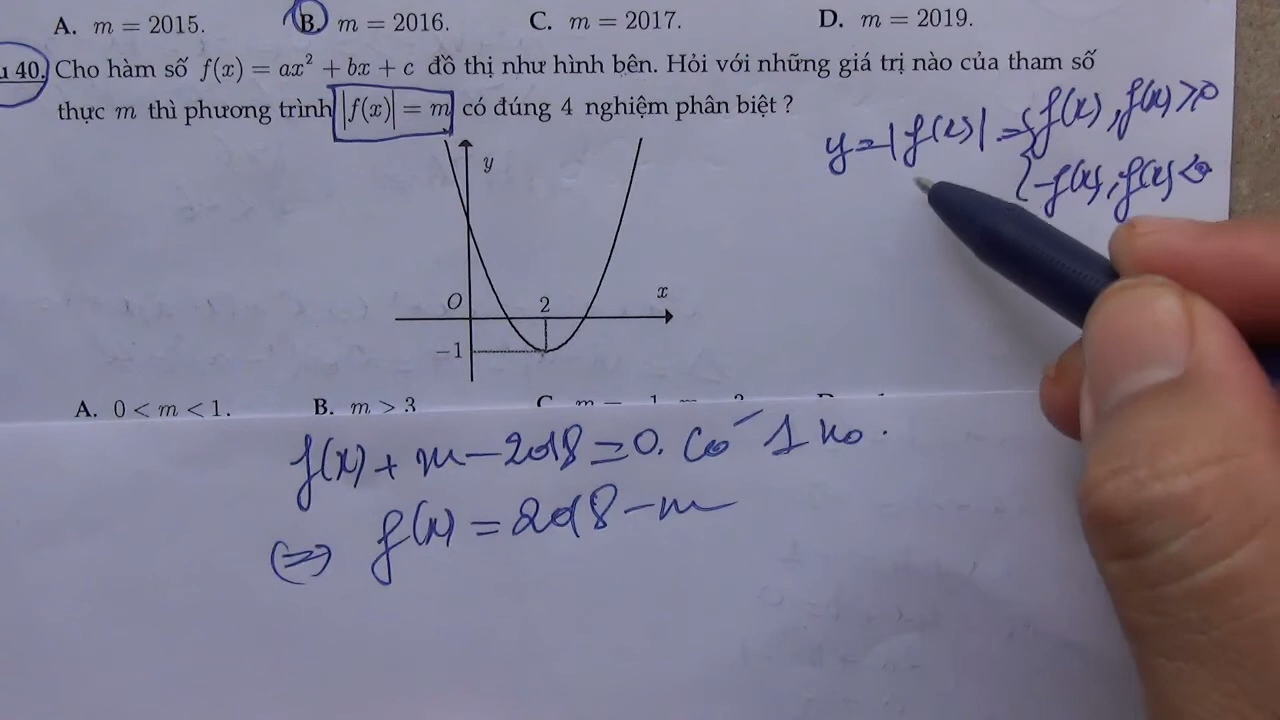 A. m = 2015. B. m = 2016. C. m = 2017. D. m = 2019.
40. Cho hàm số f(x) = ax² + bx + c đồ thị như hình bên. Hỏi với những giá trị nào của tham số
thực m thì phương trình |f(x)| = m có đúng 4 nghiệm phân biệt ?
y = |f(x)| = { f(x), f(x) ≥ 0
{ -f(x), f(x) < 0
y
O 2 x
−1
A. 0 < m < 1. B. m > 3
f(x) + m − 2018 = 0. Có 1 no.
(⇒) f(x) = 2018 − m